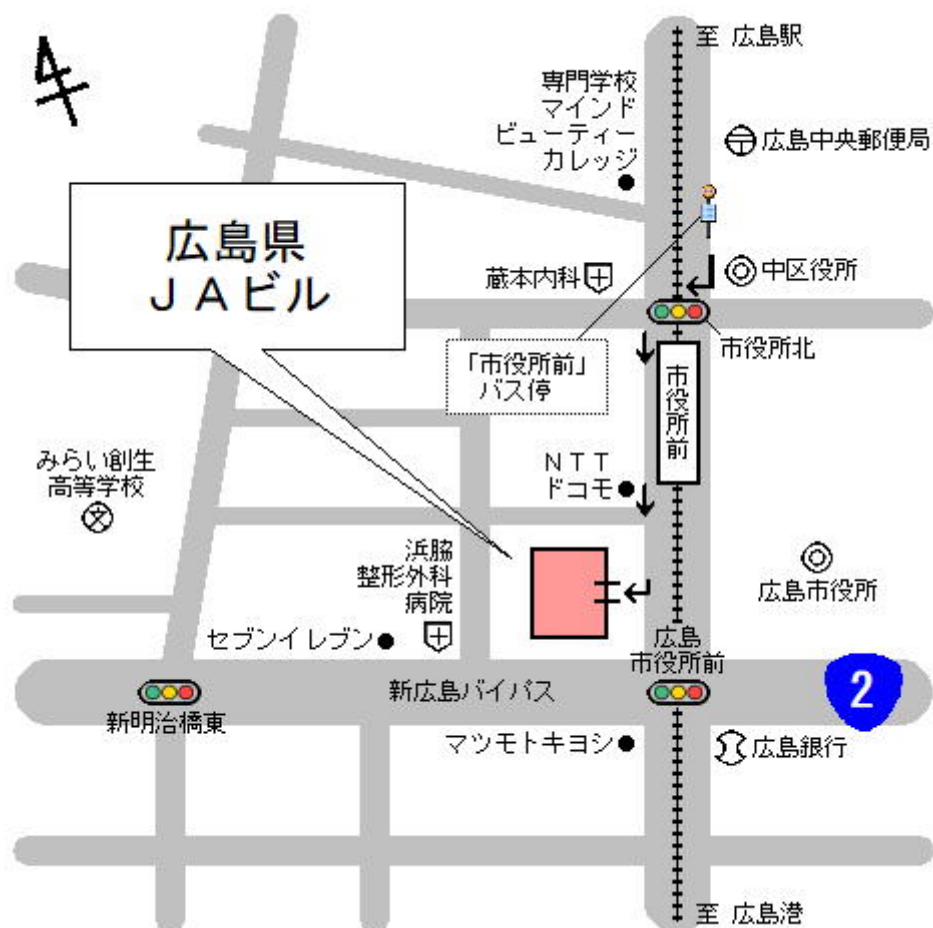 至 広島駅
専門学校
マインド
ビューティー
カレッジ
広島中央郵便局
広島県
ＪＡビル
蔵本内科
中区役所
市役所北
「市役所前」
バス停
市役所前
みらい創生
高等学校
ＮＴＴ
ドコモ
浜脇
整形外科
病院
広島市役所
セブンイレブン
広島
市役所前
新広島バイパス
2
新明治橋東
マツモトキヨシ
広島銀行
至 広島港